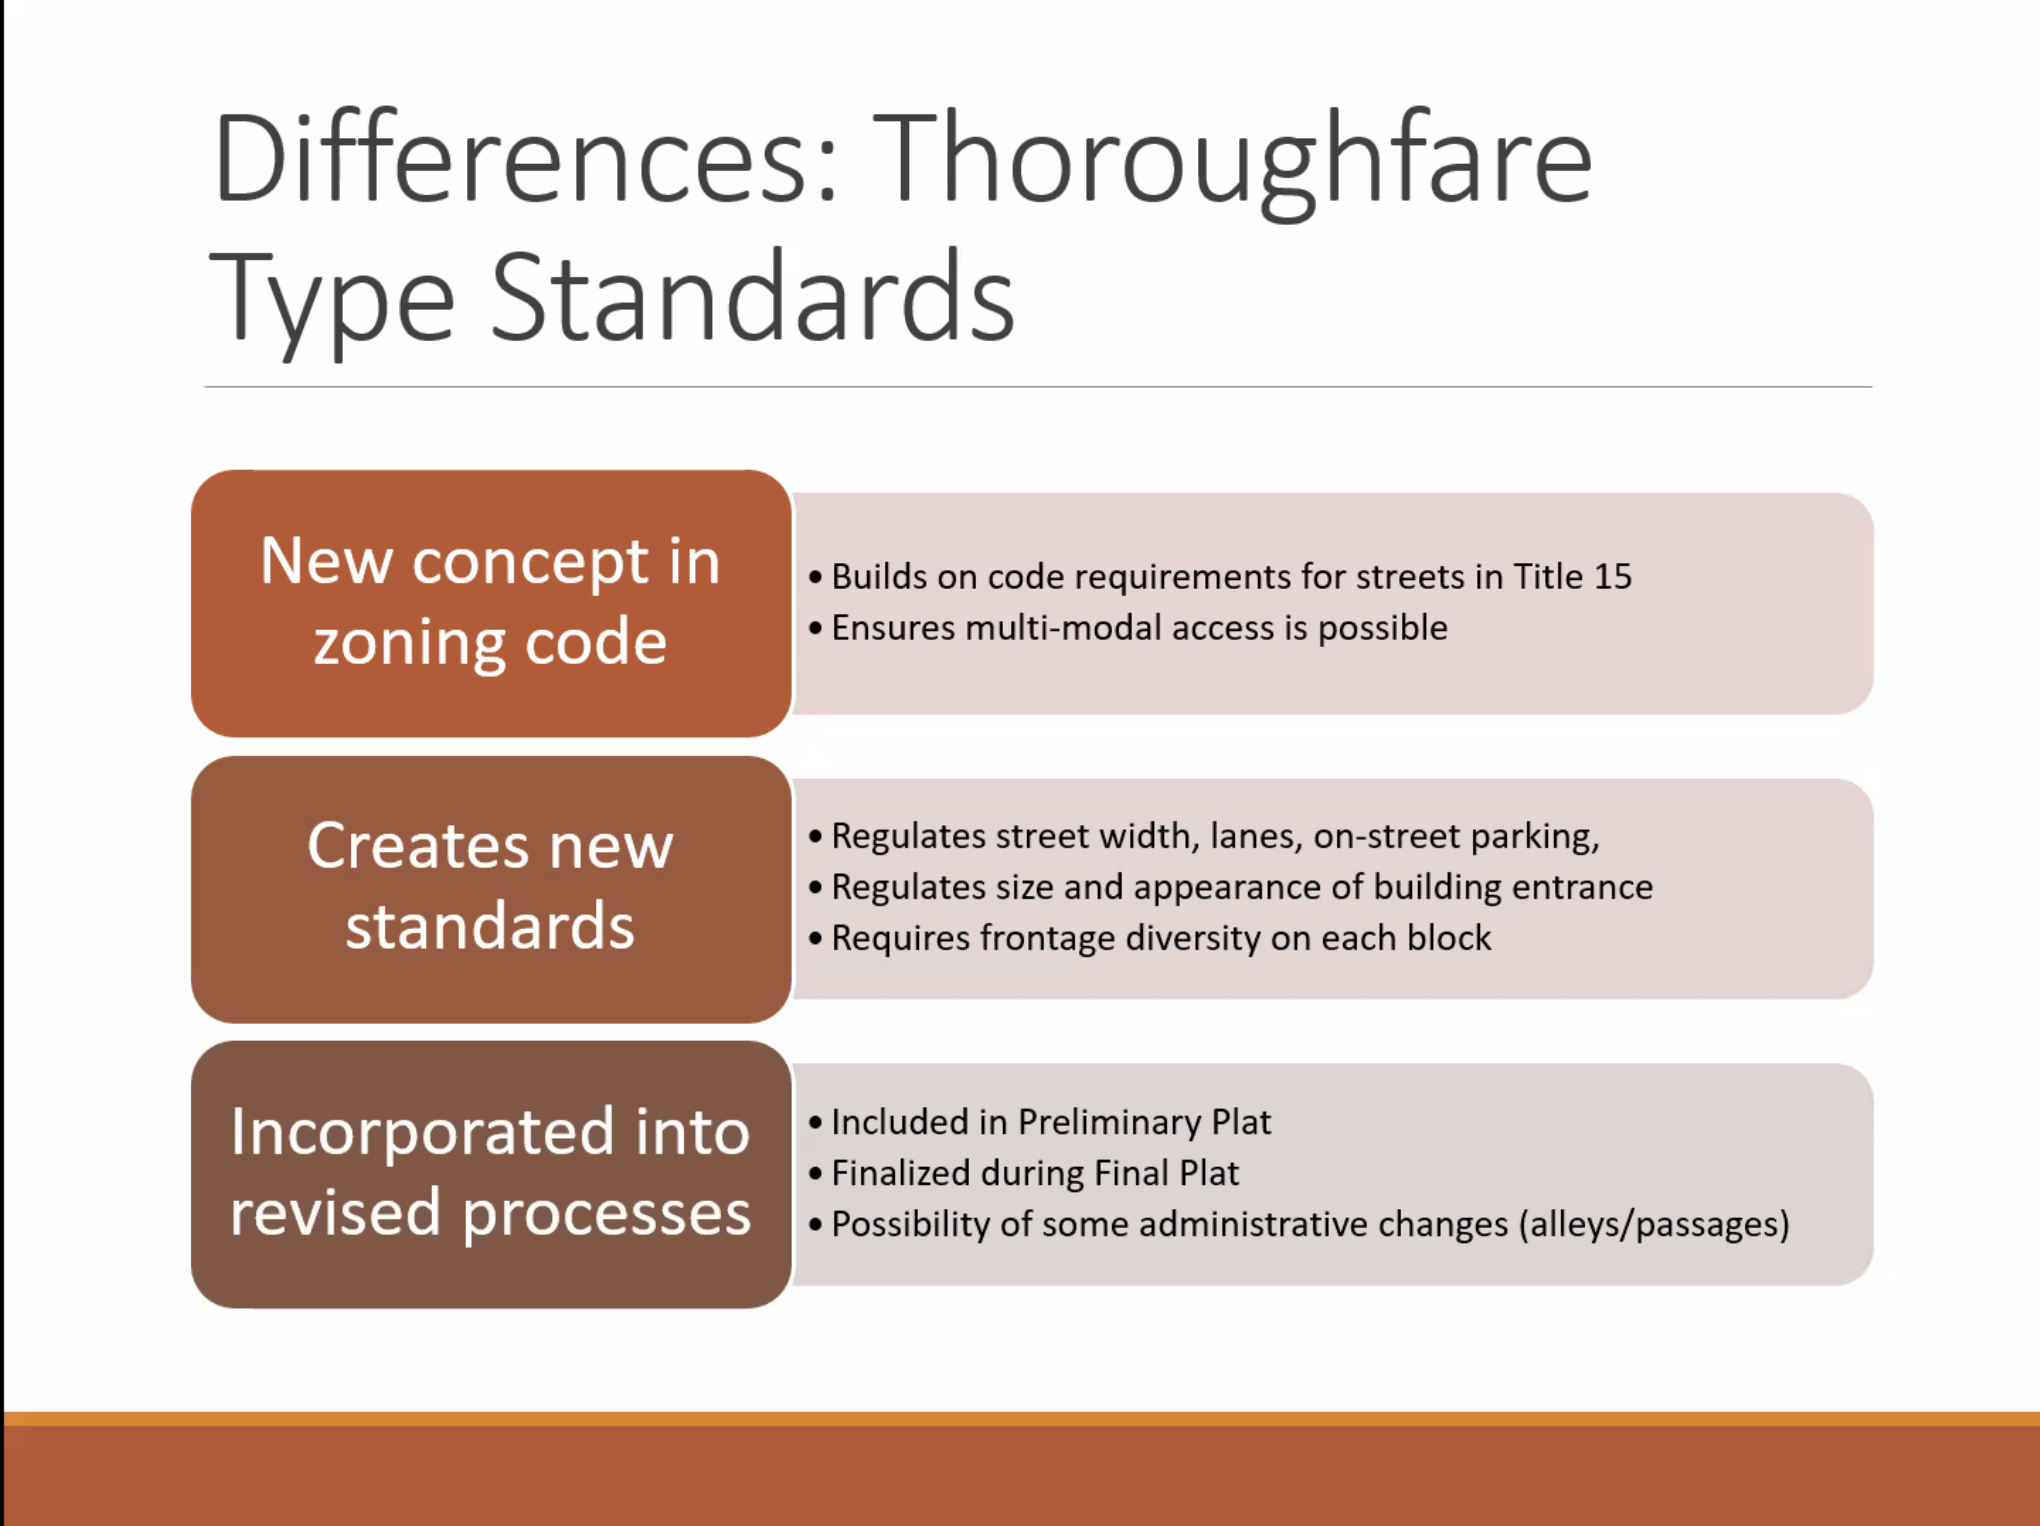 Differences: Thoroughfare
Type Standards
New concept in
zoning code
• Builds on code requirements for streets in Title 15
• Ensures multi-modal access is possible
Creates new
standards
• Regulates street width, lanes, on-street parking,
• Regulates size and appearance of building entrance
• Requires frontage diversity on each block
Incorporated into
revised processes
• Included in Preliminary Plat
• Finalized during Final Plat
• Possibility of some administrative changes (alleys/passages)